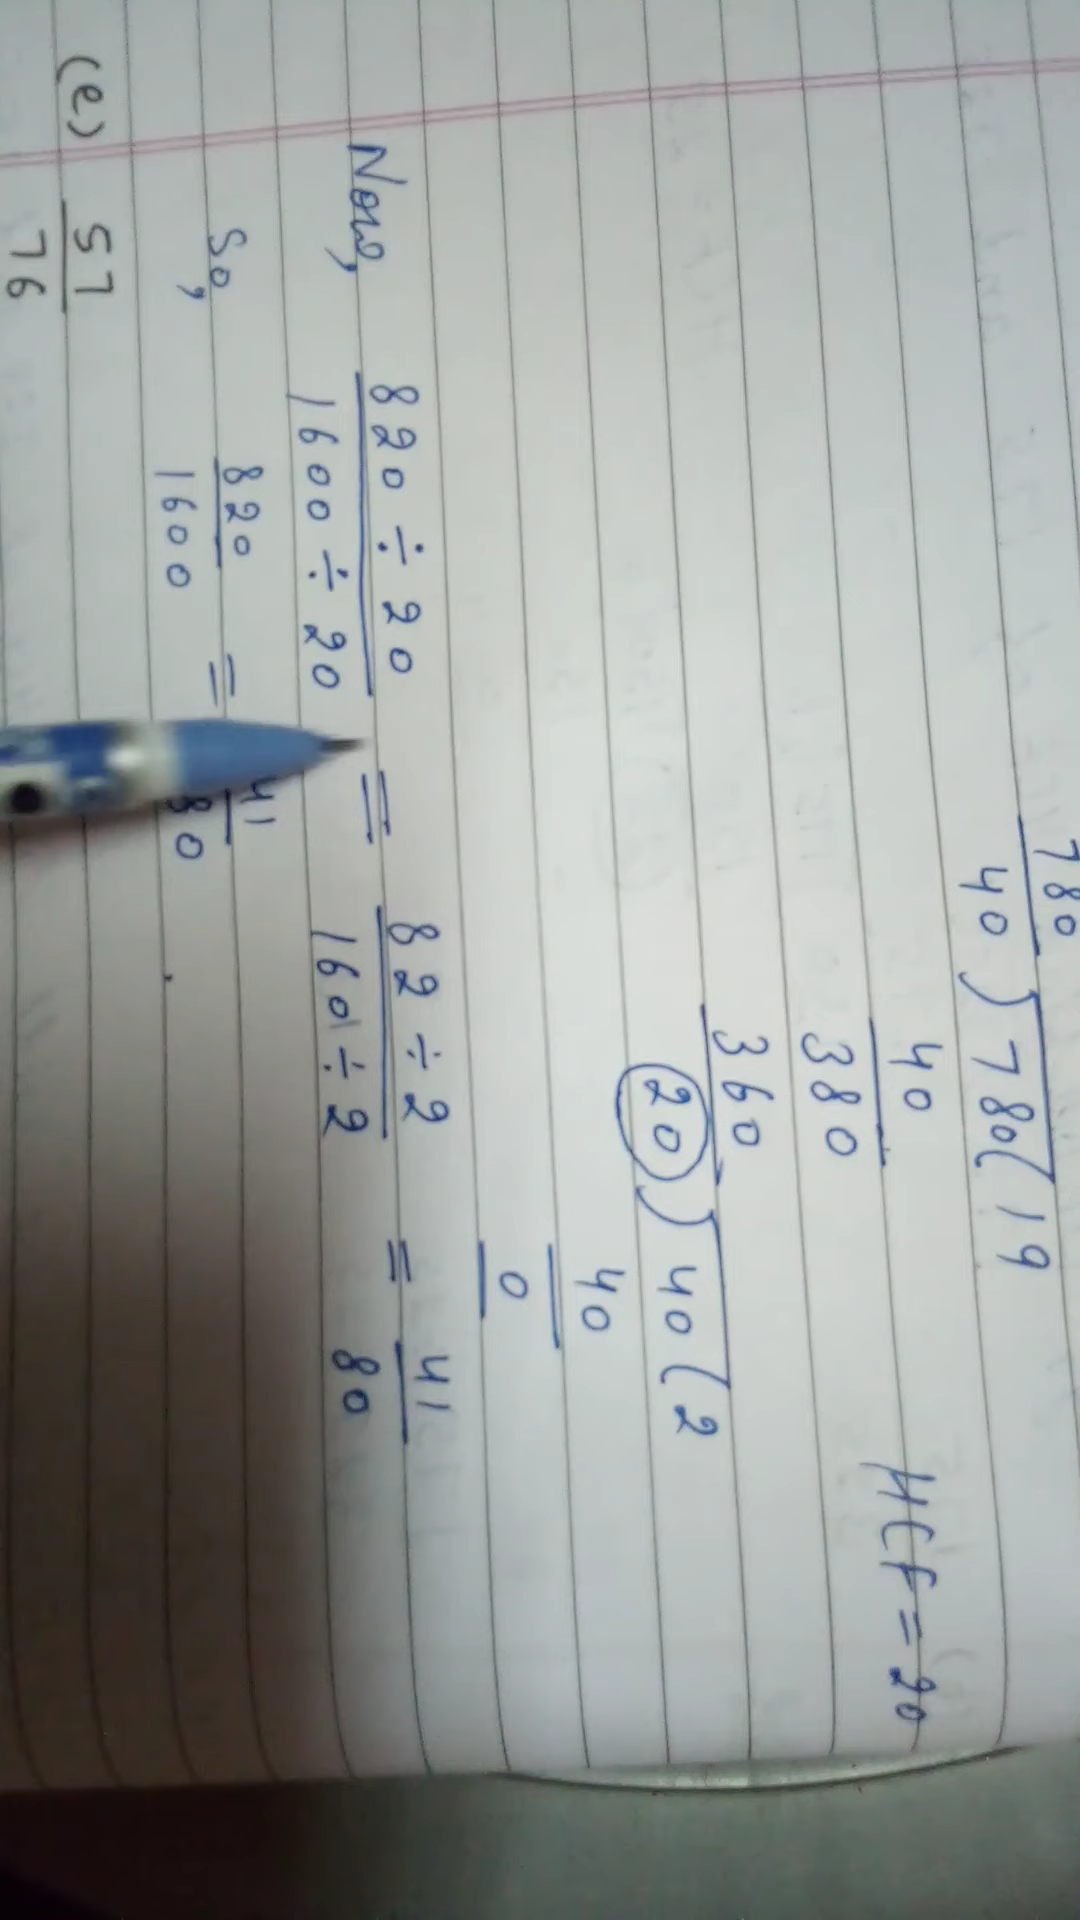 780
40 ) 780 ( 19
40
380
360
HCF = 20
20 ) 40 ( 2
40
0
Now, 820 ÷ 20 / 1600 ÷ 20 = 82 ÷ 2 / 160 ÷ 2 = 41 / 80
So, 820 / 1600 = 41 / 80
(e) 57 / 76